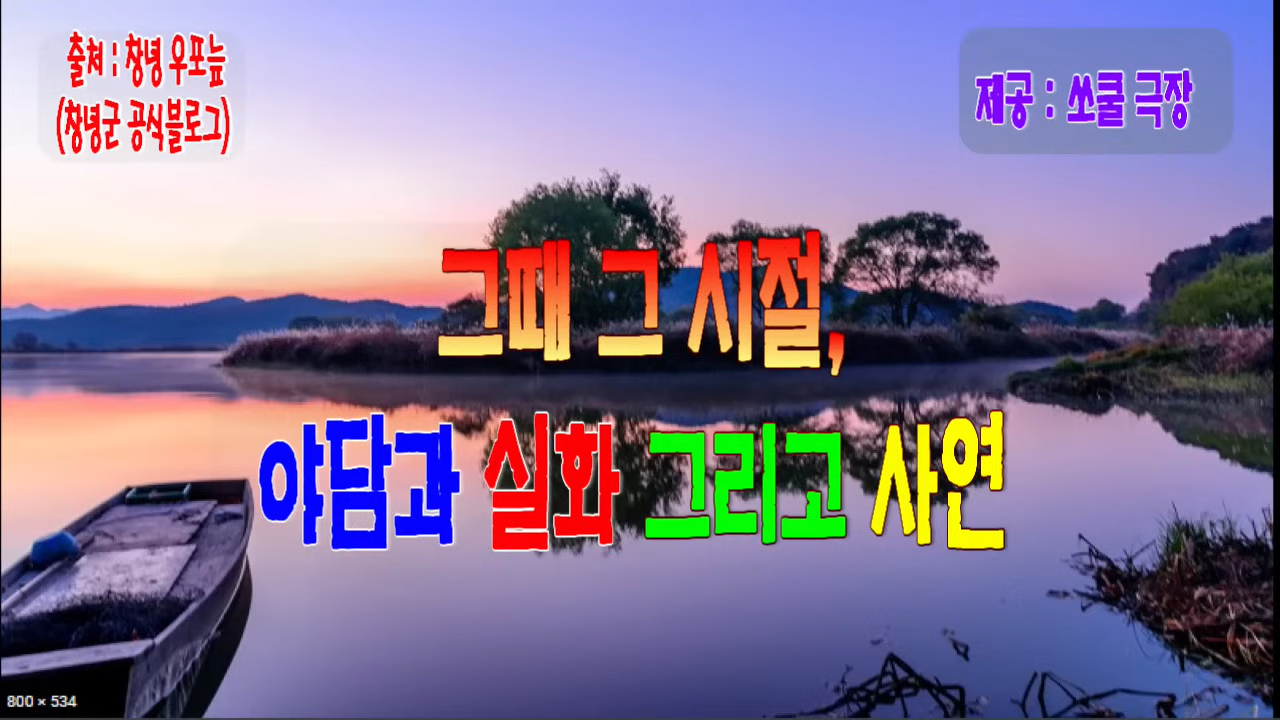 출처 : 창녕 우포늪
(창녕군 공식블로그)
제공 : 쏘쿨 극장
그때 그 시절,
야담과 실화 그리고 사연
800 × 534